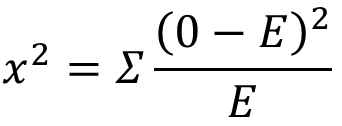 x² = Σ (0 − E)² / E